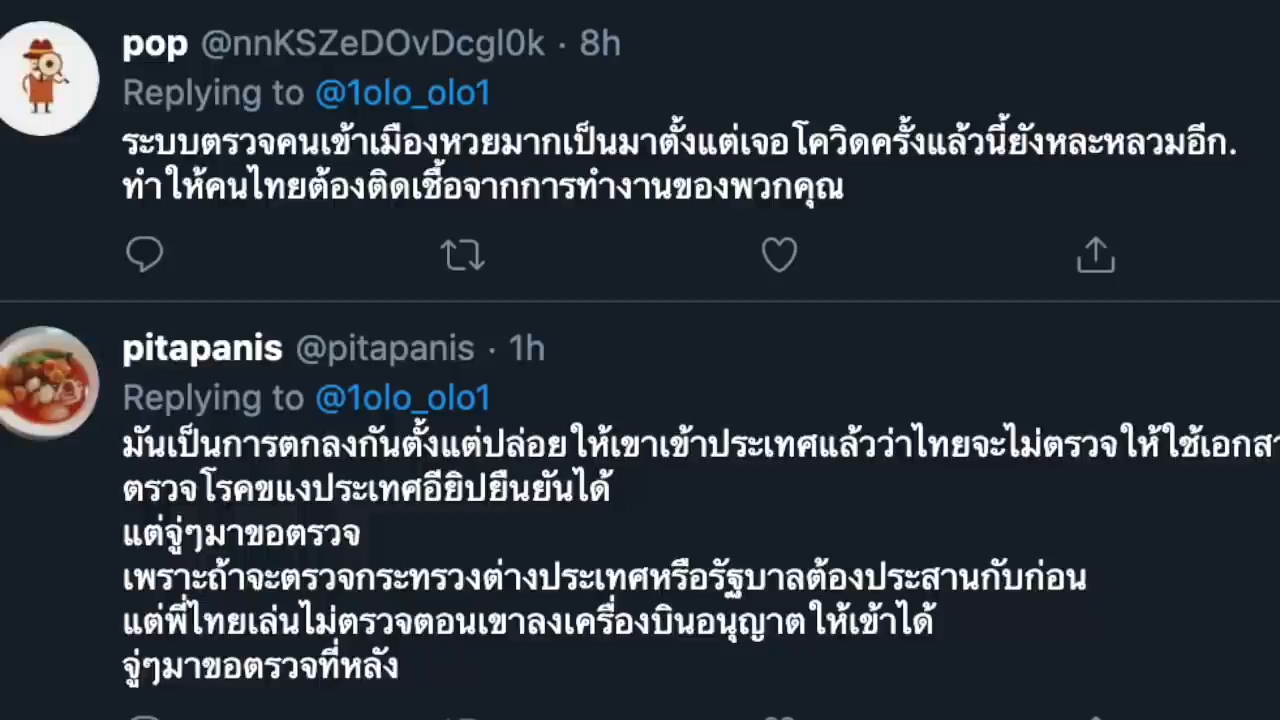 pop @nnKSZeDOvDcgl0k · 8h
Replying to @1olo_olo1
ระบบตรวจคนเข้าเมืองหวยมากเป็นมาตั้งแต่เจอโควิดครั้งแล้วนี้ยังหละหลวมอีก.
ทำให้คนไทยต้องติดเชื้อจากการทำงานของพวกคุณ
pitapanis @pitapanis · 1h
Replying to @1olo_olo1
มันเป็นการตกลงกันตั้งแต่ปล่อยให้เขาเข้าประเทศแล้วว่าไทยจะไม่ตรวจให้ใช้เอกสา
ตรวจโรคขแงประเทศอียิปยืนยันได้
แต่จู่ๆมาขอตรวจ
เพราะถ้าจะตรวจกระทรวงต่างประเทศหรือรัฐบาลต้องประสานกับก่อน
แต่พี่ไทยเล่นไม่ตรวจตอนเขาลงเครื่องบินอนุญาตให้เข้าได้
จู่ๆมาขอตรวจที่หลัง